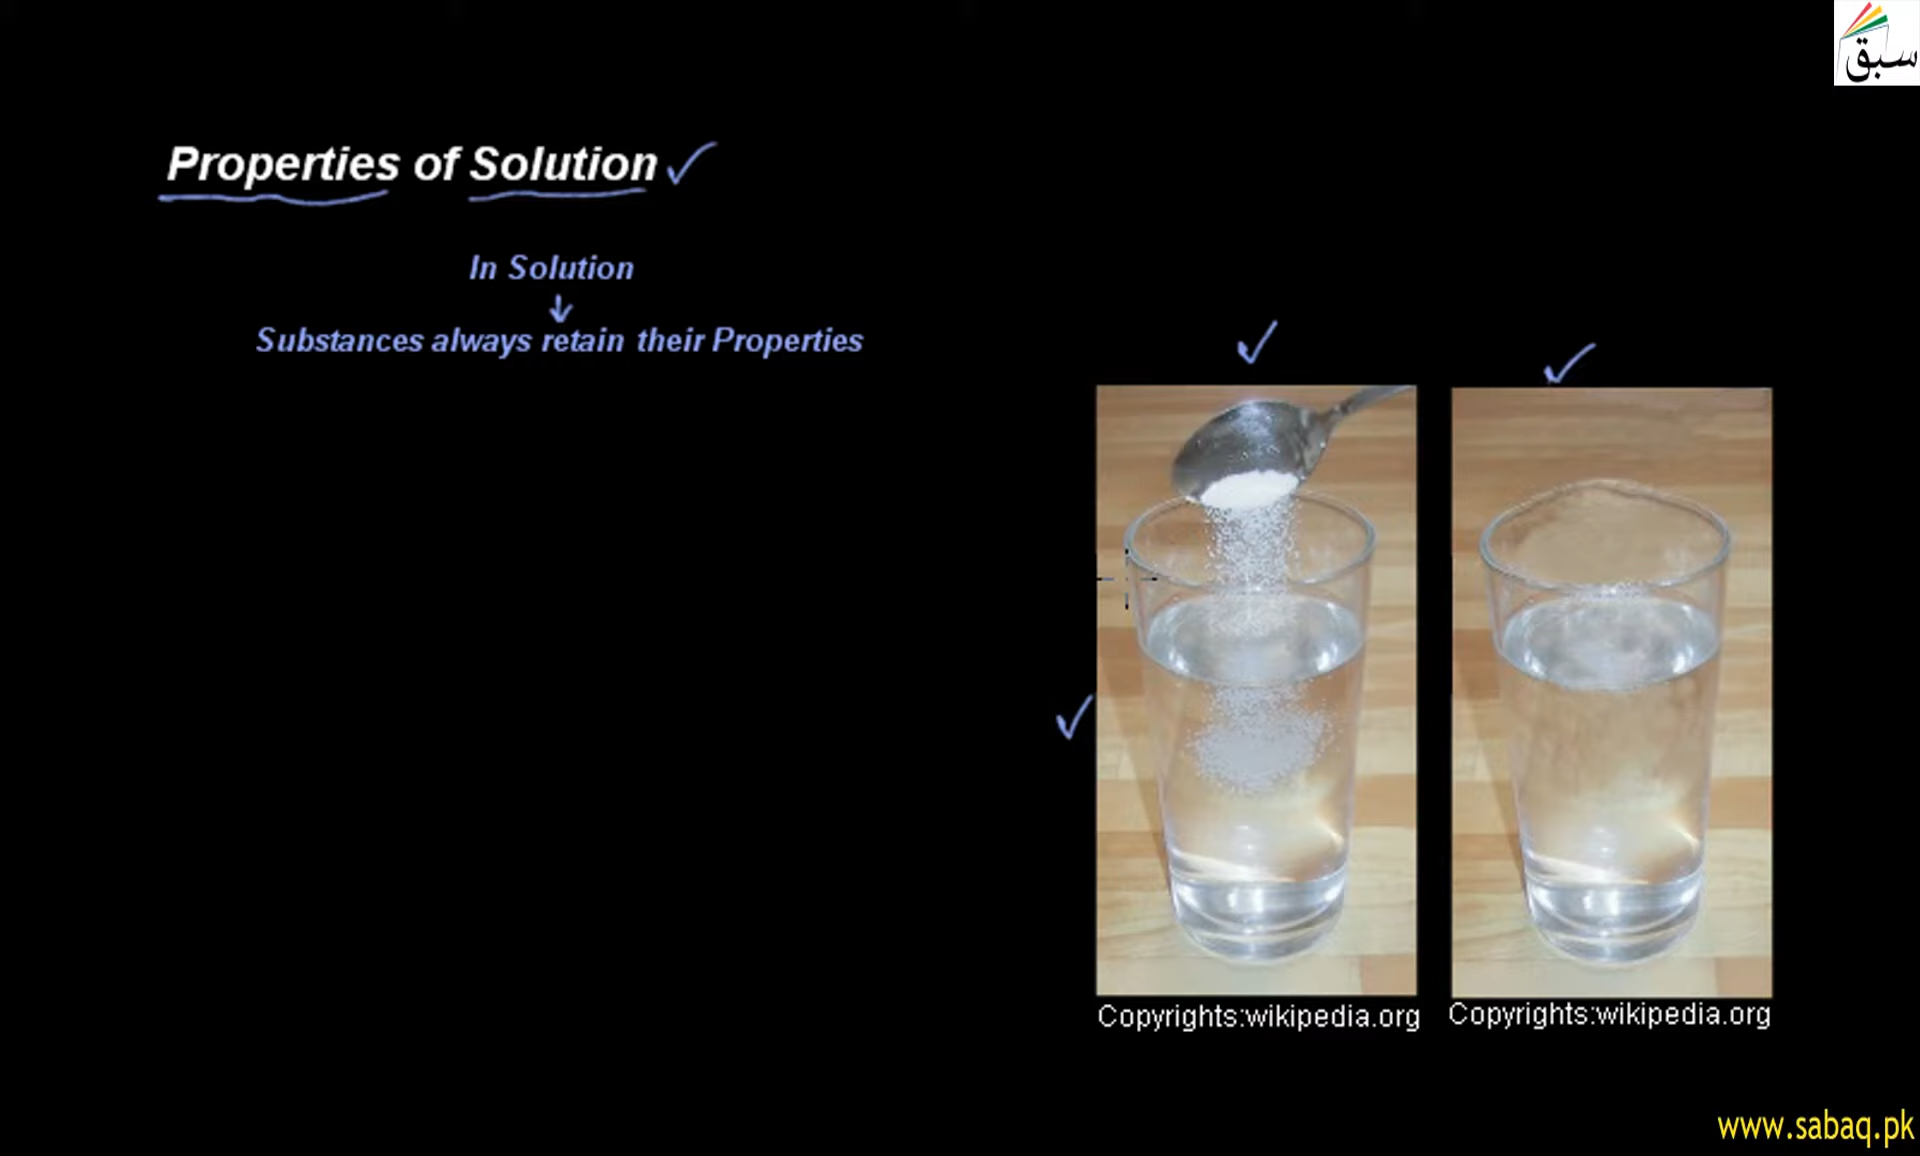 سبق
Properties of Solution
In Solution
Substances always retain their Properties
Copyrights:wikipedia.org
Copyrights:wikipedia.org
www.sabaq.pk